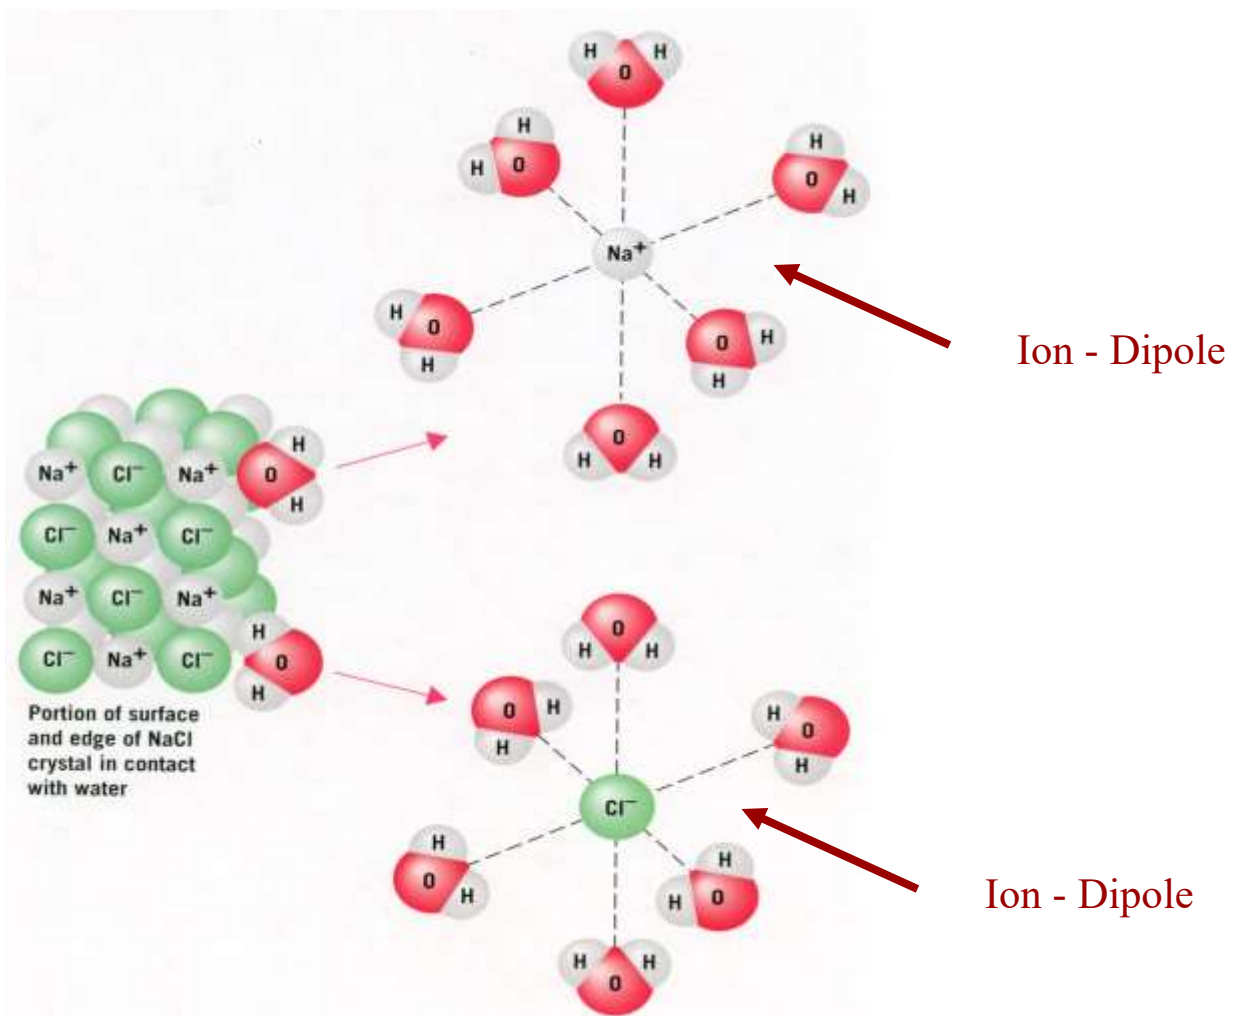 H H
O
H
H O
H
O
H
Na⁺
H
O
H
O H
H
O
H H
Ion - Dipole
Na⁺ Cl⁻ Na⁺ O H
H
Cl⁻ Na⁺ Cl⁻
Na⁺ Cl⁻ Na⁺
Cl⁻ Na⁺ Cl⁻
H
O
H
Portion of surface
and edge of NaCl
crystal in contact
with water
O
H H
O H
H
H
O
H
Cl⁻
H
O
H
H
H O
H H
O
Ion - Dipole